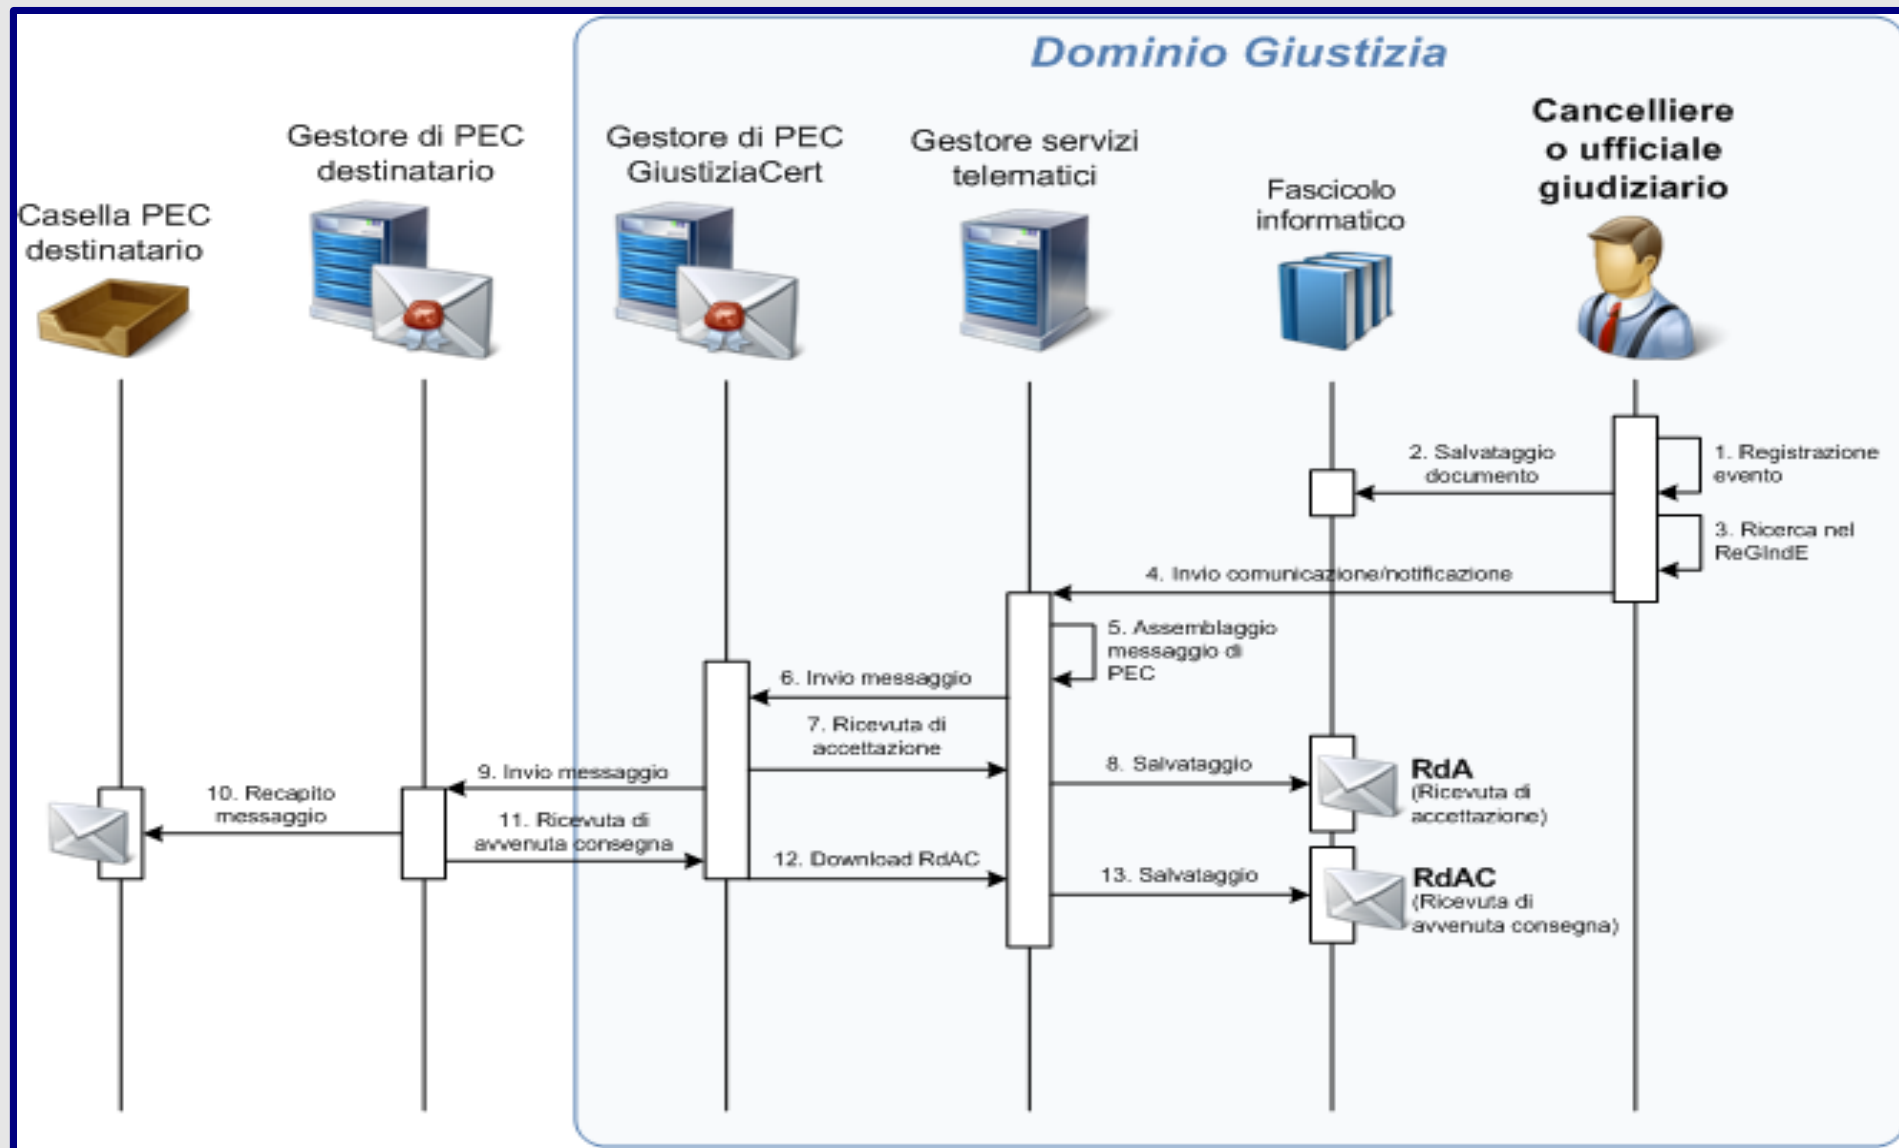 Dominio Giustizia
Casella PEC
destinatario
Gestore di PEC
destinatario
Gestore di PEC
GiustiziaCert
Gestore servizi
telematici
Fascicolo
informatico
Cancelliere
o ufficiale
giudiziario
1. Registrazione
evento
2. Salvataggio
documento
3. Ricerca nel
ReGIndE
4. Invio comunicazione/notificazione
5. Assemblaggio
messaggio di
PEC
6. Invio messaggio
7. Ricevuta di
accettazione
8. Salvataggio
RdA
(Ricevuta di
accettazione)
9. Invio messaggio
10. Recapito
messaggio
11. Ricevuta di
avvenuta consegna
12. Download RdAC
13. Salvataggio
RdAC
(Ricevuta di
avvenuta consegna)